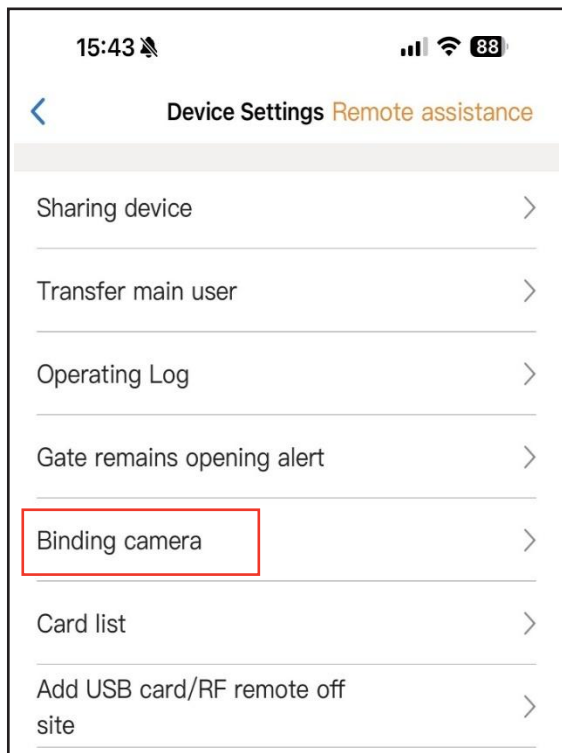 15:43
88
Device Settings Remote assistance
Sharing device
Transfer main user
Operating Log
Gate remains opening alert
Binding camera
Card list
Add USB card/RF remote off
site